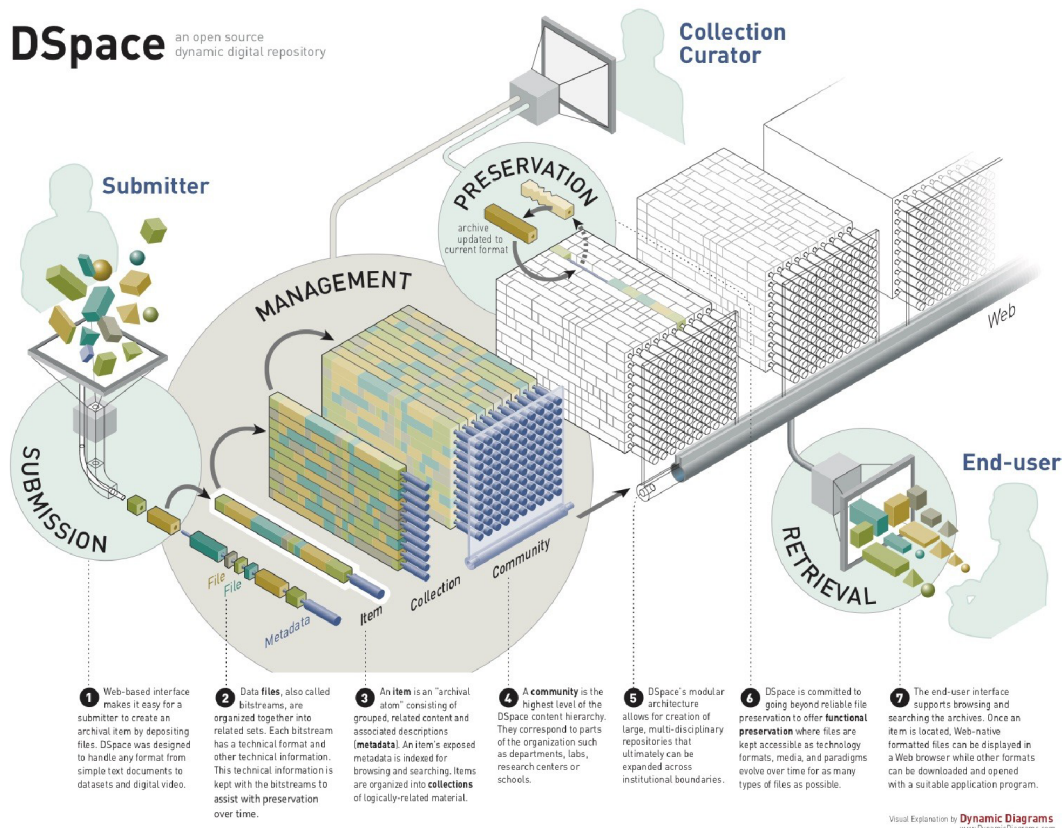 DSpace
an open source
dynamic digital repository
Collection
Curator
Submitter
PRESERVATION
archive
updated to
current format
MANAGEMENT
Web
SUBMISSION
End-user
RETRIEVAL
File
File
Metadata
Item
Collection
Community
1 Web-based interface
makes it easy for a
submitter to create an
archival item by depositing
files. DSpace was designed
to handle any format from
simple text documents to
datasets and digital video.
2 Data files, also called
bitstreams, are
organized together into
related sets. Each bitstream
has a technical format and
other technical information.
This technical information is
kept with the bitstreams to
assist with preservation
over time.
3 An item is an "archival
atom" consisting of
grouped, related content and
associated descriptions
(metadata). An item's exposed
metadata is indexed for
browsing and searching. Items
are organized into collections
of logically-related material.
4 A community is the
highest level of the
DSpace content hierarchy.
They correspond to parts
of the organization such
as departments, labs,
research centers or
schools.
5 DSpace's modular
architecture
allows for creation of
large, multi-disciplinary
repositories that
ultimately can be
expanded across
institutional boundaries.
6 DSpace is committed to
going beyond reliable file
preservation to offer functional
preservation where files are
kept accessible as technology
formats, media, and paradigms
evolve over time for as many
types of files as possible.
7 The end-user interface
supports browsing and
searching the archives. Once an
item is located, Web-native
formatted files can be displayed in
a Web browser while other formats
can be downloaded and opened
with a suitable application program.
Visual Explanation by Dynamic Diagrams
www.DynamicDiagrams.com